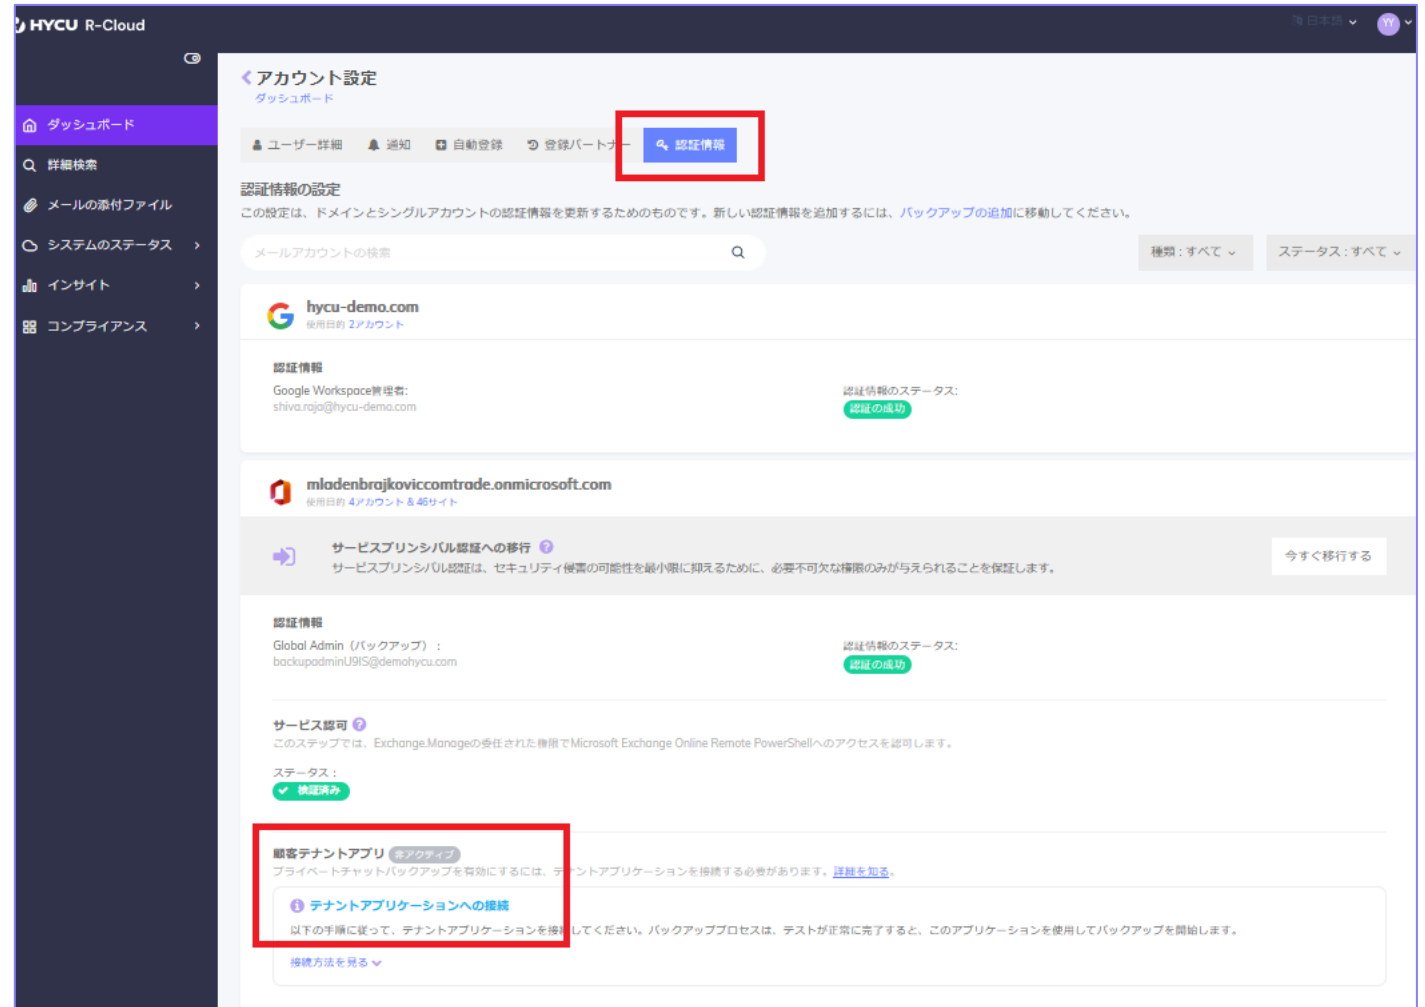 HYCU R-Cloud
日本語
YY
アカウント設定
ダッシュボード
ダッシュボード
詳細検索
メールの添付ファイル
システムのステータス
インサイト
コンプライアンス
ユーザー詳細
通知
自動登録
登録パートナー
認証情報
認証情報の設定
この設定は、ドメインとシングルアカウントの認証情報を更新するためのものです。新しい認証情報を追加するには、バックアップの追加に移動してください。
メールアカウントの検索
種類 : すべて
ステータス : すべて
hycu-demo.com
使用目的 2アカウント
認証情報
Google Workspace管理者:
shiva.raja@hycu-demo.com
認証情報のステータス:
認証の成功
mladenbrajkoviccomtrade.onmicrosoft.com
使用目的 4アカウント & 46サイト
サービスプリンシパル認証への移行
サービスプリンシパル認証は、セキュリティ侵害の可能性を最小限に抑えるために、必要不可欠な権限のみが与えられることを保証します。
今すぐ移行する
認証情報
Global Admin（バックアップ）:
backupadminU9IS@demohycu.com
認証情報のステータス:
認証の成功
サービス認可
このステップでは、Exchange.Manageの委任された権限でMicrosoft Exchange Online Remote PowerShellへのアクセスを認可します。
ステータス :
検証済み
顧客テナントアプリ 非アクティブ
プライベートチャットバックアップを有効にするには、テナントアプリケーションを接続する必要があります。詳細を知る。
テナントアプリケーションへの接続
以下の手順に従って、テナントアプリケーションを接続してください。バックアッププロセスは、テストが正常に完了すると、このアプリケーションを使用してバックアップを開始します。
接続方法を見る